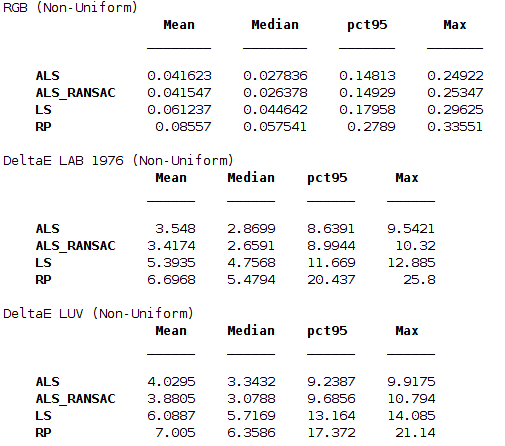 RGB (Non-Uniform)
Mean Median pct95 Max
ALS 0.041623 0.027836 0.14813 0.24922
ALS_RANSAC 0.041547 0.026378 0.14929 0.25347
LS 0.061237 0.044642 0.17958 0.29625
RP 0.08557 0.057541 0.2789 0.33551
DeltaE LAB 1976 (Non-Uniform)
Mean Median pct95 Max
ALS 3.548 2.8699 8.6391 9.5421
ALS_RANSAC 3.4174 2.6591 8.9944 10.32
LS 5.3935 4.7568 11.669 12.885
RP 6.6968 5.4794 20.437 25.8
DeltaE LUV (Non-Uniform)
Mean Median pct95 Max
ALS 4.0295 3.3432 9.2387 9.9175
ALS_RANSAC 3.8805 3.0788 9.6856 10.794
LS 6.0887 5.7169 13.164 14.085
RP 7.005 6.3586 17.372 21.14